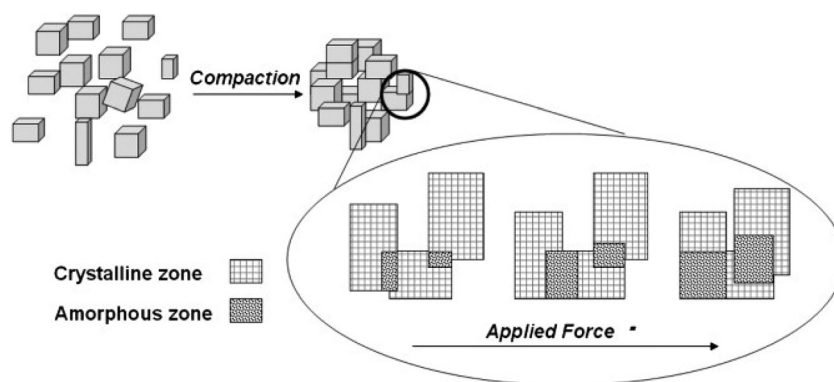 Compaction
Crystalline zone
Amorphous zone
Applied Force